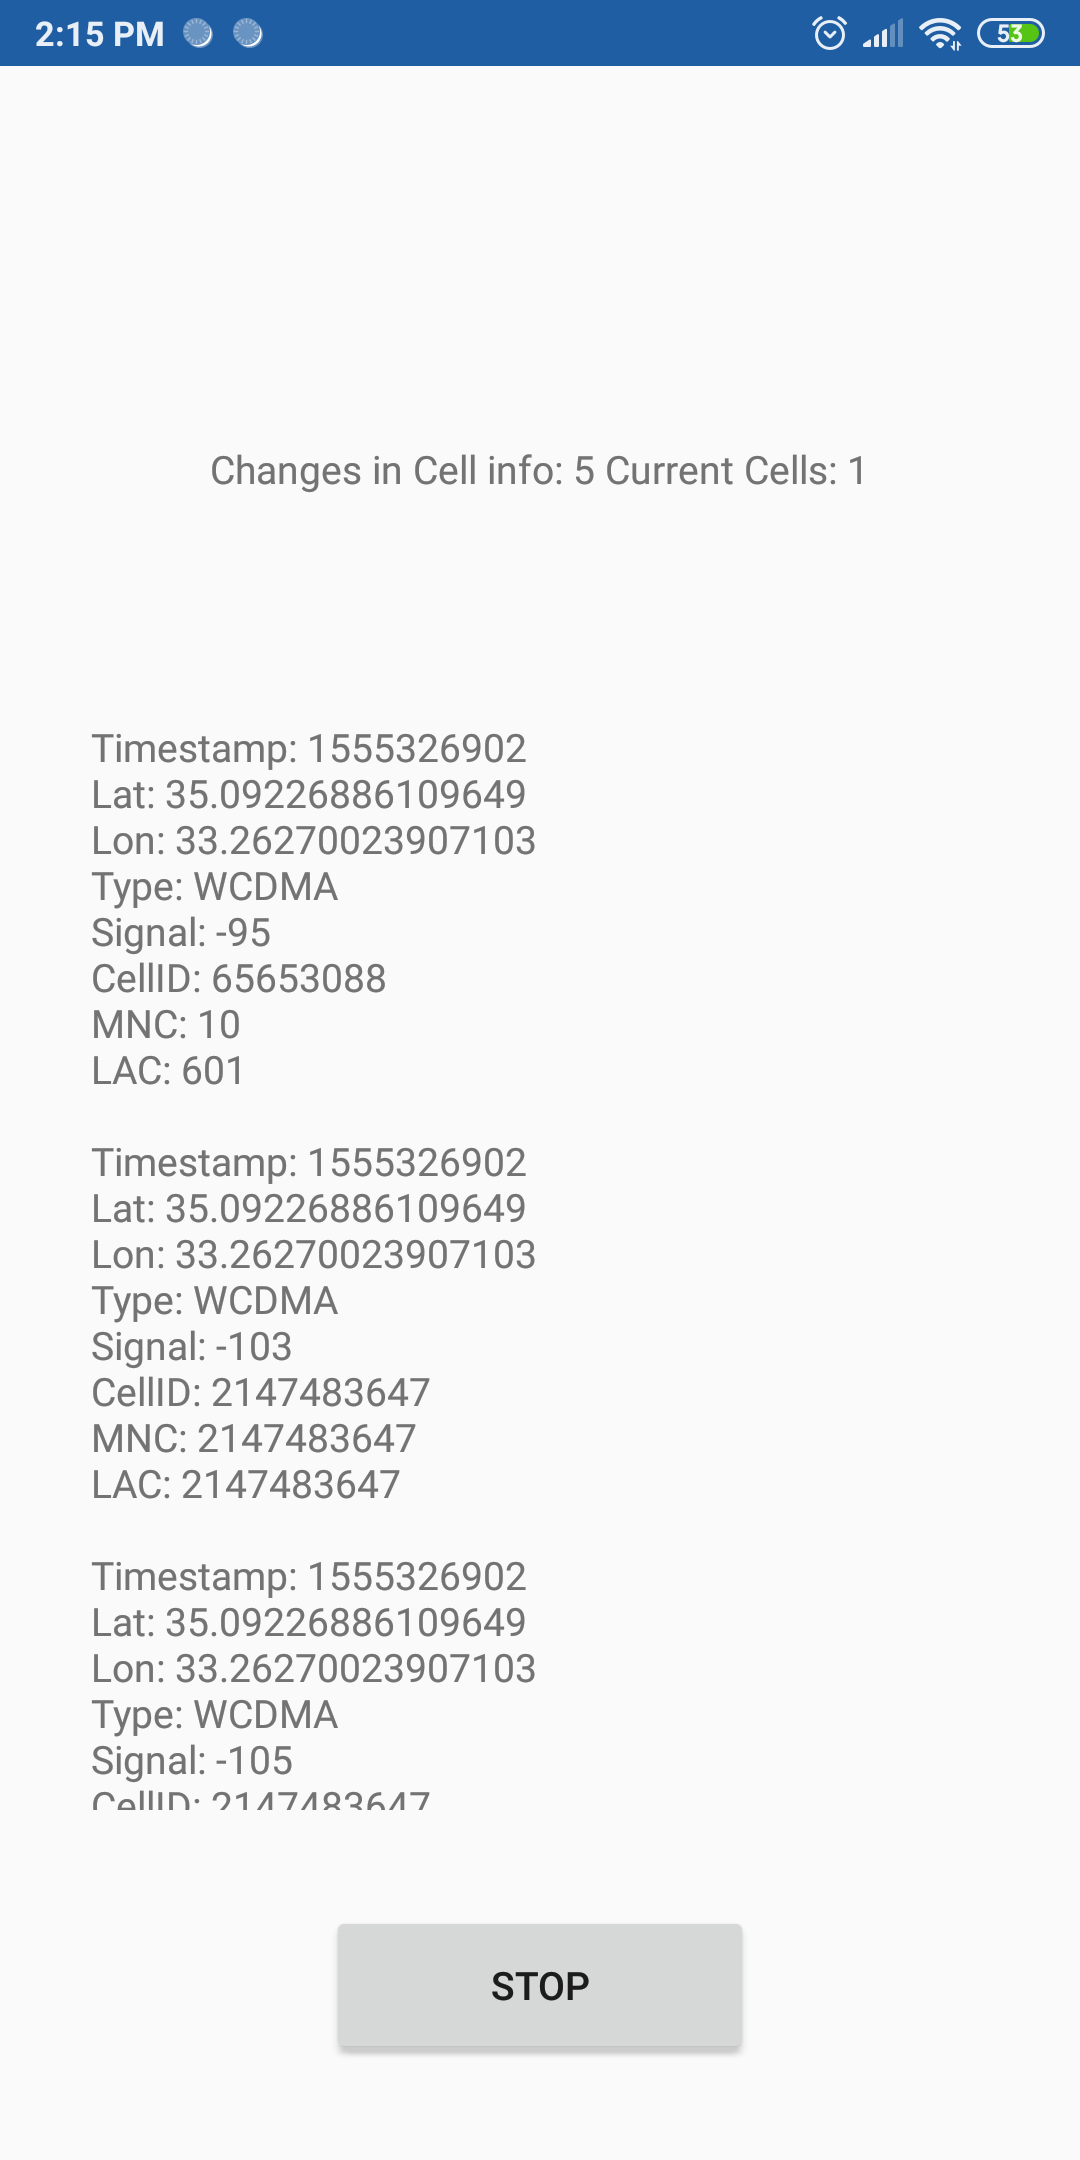 2:15 PM
53
Changes in Cell info: 5 Current Cells: 1
Timestamp: 1555326902
Lat: 35.09226886109649
Lon: 33.26270023907103
Type: WCDMA
Signal: -95
CellID: 65653088
MNC: 10
LAC: 601
Timestamp: 1555326902
Lat: 35.09226886109649
Lon: 33.26270023907103
Type: WCDMA
Signal: -103
CellID: 2147483647
MNC: 2147483647
LAC: 2147483647
Timestamp: 1555326902
Lat: 35.09226886109649
Lon: 33.26270023907103
Type: WCDMA
Signal: -105
CellID: 2147483647
STOP